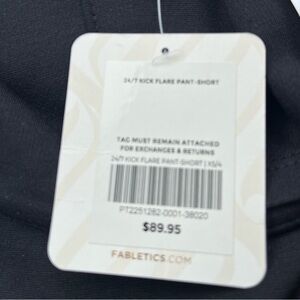 24/7 KICK FLARE PANT-SHORT
TAG MUST REMAIN ATTACHED
FOR EXCHANGES & RETURNS
24/7 KICK FLARE PANT-SHORT | XS/4
PT2251282-0001-38020
$89.95
FABLETICS.COM